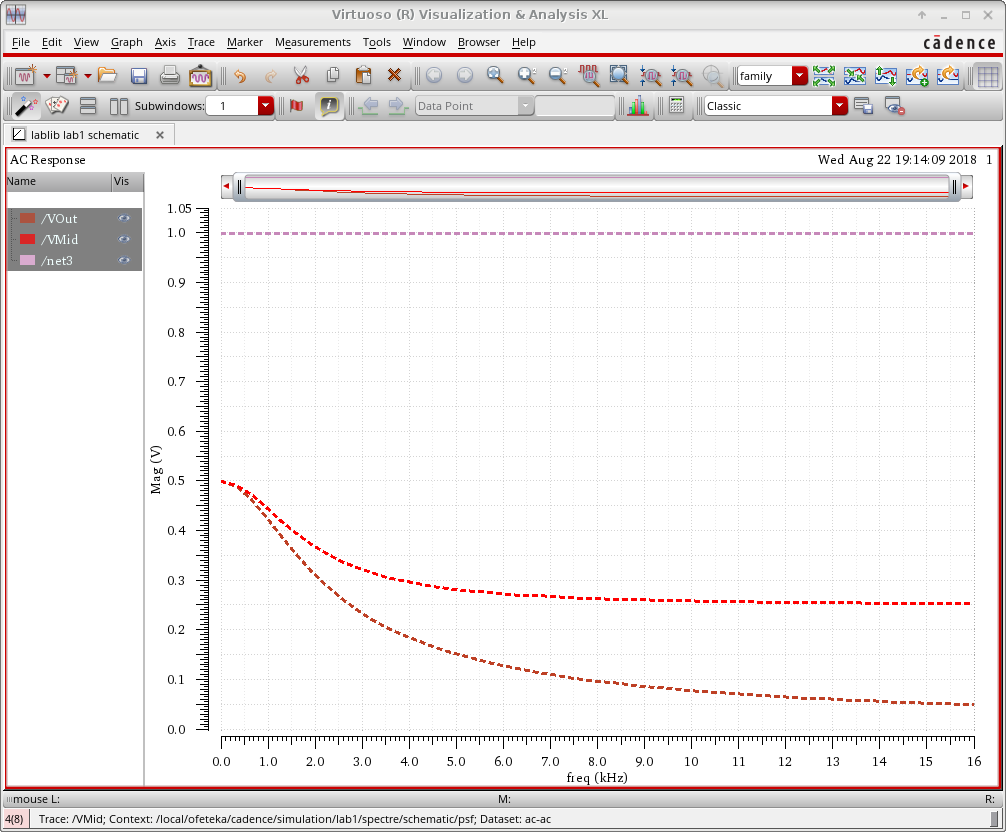 Virtuoso (R) Visualization & Analysis XL
File Edit View Graph Axis Trace Marker Measurements Tools Window Browser Help
cādence
family
Subwindows: 1
Data Point
Classic
lablib lab1 schematic
AC Response
Wed Aug 22 19:14:09 2018 1
Name Vis
/VOut
/VMid
/net3
1.05
1.0
0.9
0.8
0.7
0.6
0.5
0.4
0.3
0.2
0.1
0.0
Mag (V)
0.0 1.0 2.0 3.0 4.0 5.0 6.0 7.0 8.0 9.0 10 11 12 13 14 15 16
freq (kHz)
mouse L: M: R:
4(8) Trace: /VMid; Context: /local/ofeteka/cadence/simulation/lab1/spectre/schematic/psf; Dataset: ac-ac